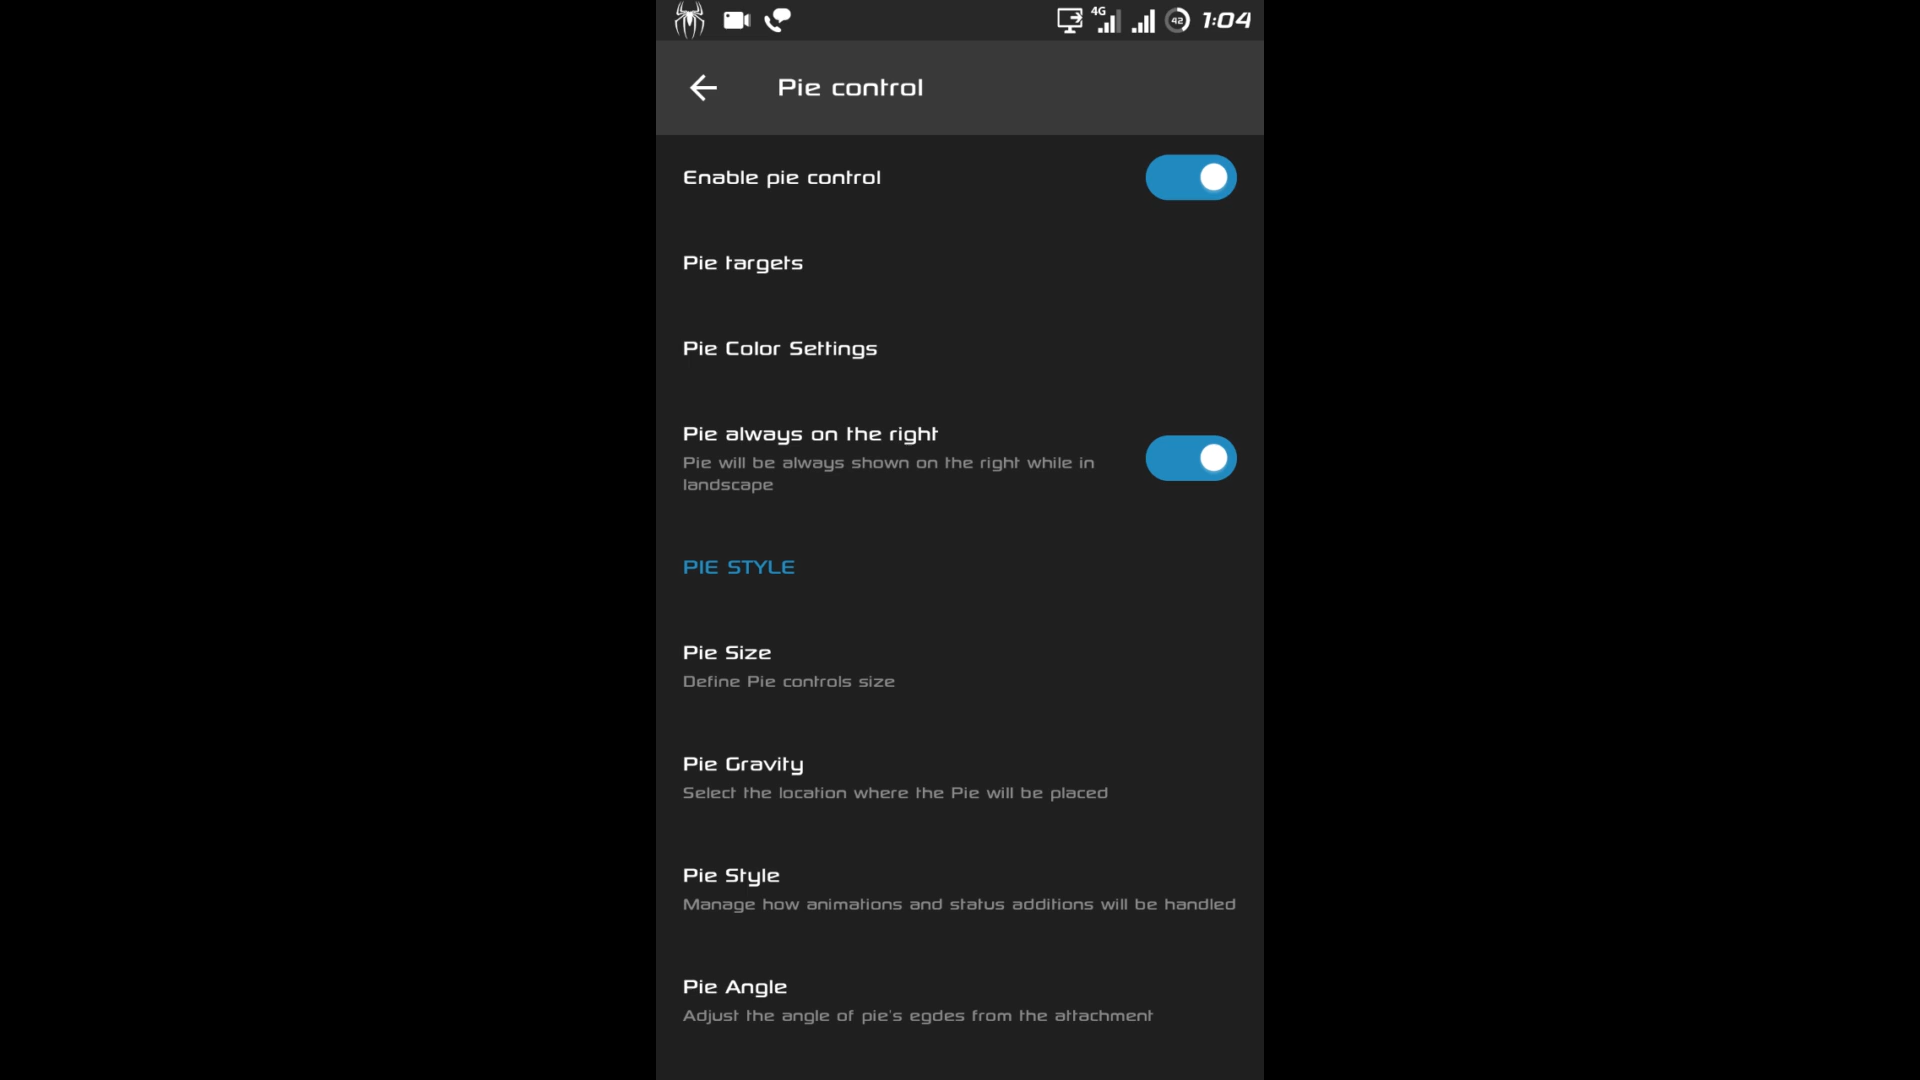 4G 42 1:04
Pie control
Enable pie control
Pie targets
Pie Color Settings
Pie always on the right
Pie will be always shown on the right while in
landscape
PIE STYLE
Pie Size
Define Pie controls size
Pie Gravity
Select the location where the Pie will be placed
Pie Style
Manage how animations and status additions will be handled
Pie Angle
Adjust the angle of pie's egdes from the attachment